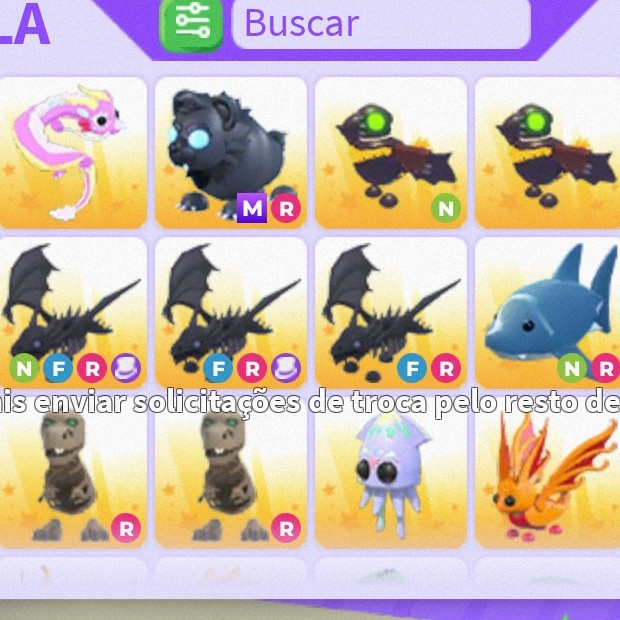 LA
Buscar
M R N
N F R F R F R N R
is enviar solicitações de troca pelo resto de
R R